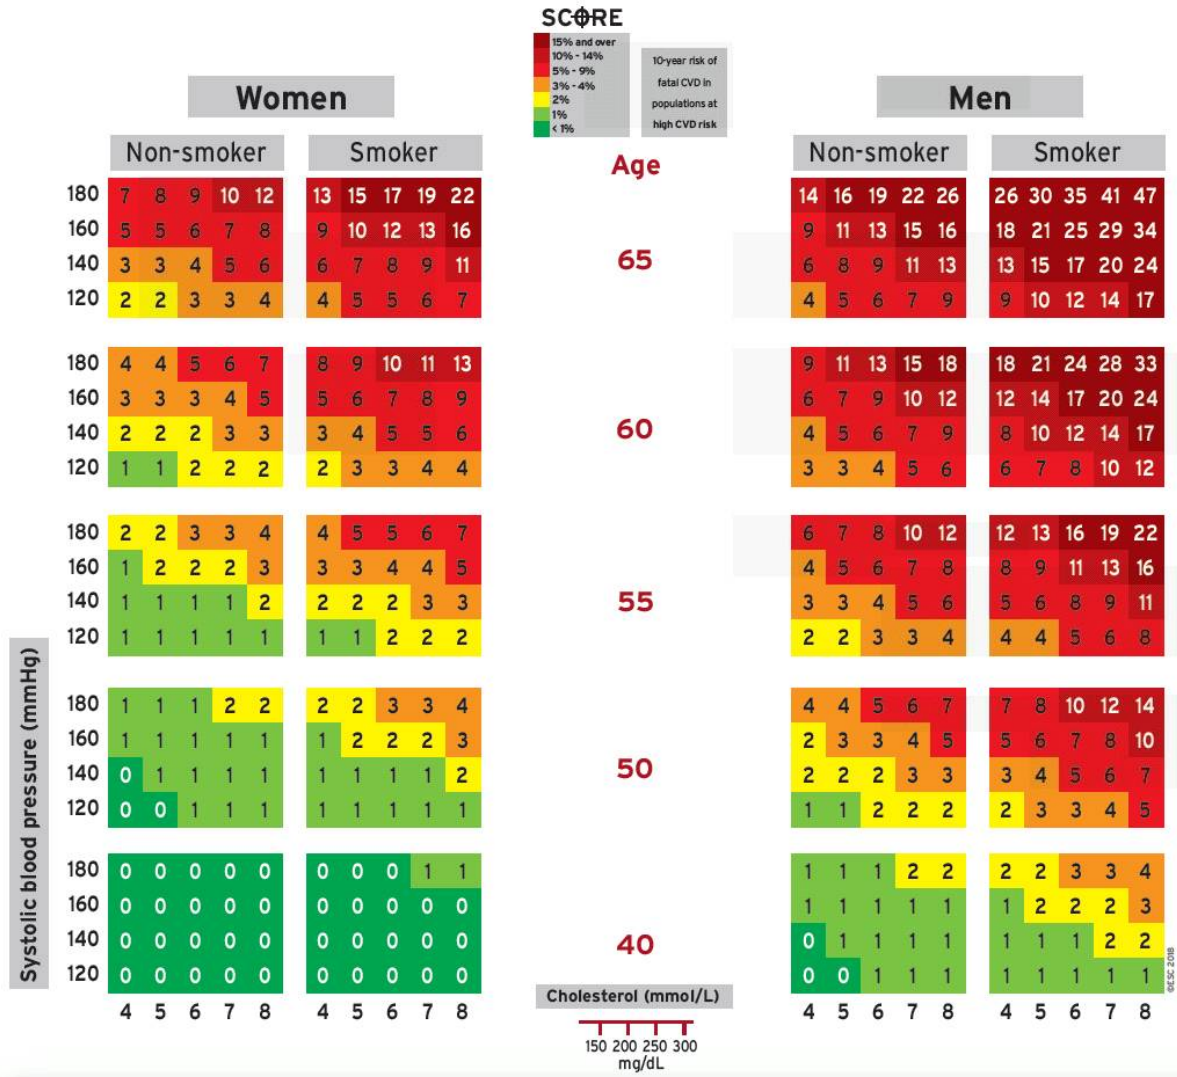 SCORE
15% and over
10% - 14%
5% - 9%
3% - 4%
2%
1%
< 1%
10-year risk of
fatal CVD in
populations at
high CVD risk
Women
Men
Non-smoker Smoker Age Non-smoker Smoker
180 7 8 9 10 12 13 15 17 19 22 14 16 19 22 26 26 30 35 41 47
160 5 5 6 7 8 9 10 12 13 16 9 11 13 15 16 18 21 25 29 34
140 3 3 4 5 6 6 7 8 9 11 65 6 8 9 11 13 13 15 17 20 24
120 2 2 3 3 4 4 5 5 6 7 4 5 6 7 9 9 10 12 14 17
180 4 4 5 6 7 8 9 10 11 13 9 11 13 15 18 18 21 24 28 33
160 3 3 3 4 5 5 6 7 8 9 6 7 9 10 12 12 14 17 20 24
140 2 2 2 3 3 3 4 5 5 6 60 4 5 6 7 9 8 10 12 14 17
120 1 1 2 2 2 2 3 3 4 4 3 3 4 5 6 6 7 8 10 12
180 2 2 3 3 4 4 5 5 6 7 6 7 8 10 12 12 13 16 19 22
160 1 2 2 2 3 3 3 4 4 5 4 5 6 7 8 8 9 11 13 16
140 1 1 1 1 2 2 2 2 3 3 55 3 3 4 5 6 5 6 8 9 11
120 1 1 1 1 1 1 1 2 2 2 2 2 3 3 4 4 4 5 6 8
180 1 1 1 2 2 2 2 3 3 4 4 4 5 6 7 7 8 10 12 14
160 1 1 1 1 1 1 2 2 2 3 2 3 3 4 5 5 6 7 8 10
140 0 1 1 1 1 1 1 1 1 2 50 2 2 2 3 3 3 4 5 6 7
120 0 0 1 1 1 1 1 1 1 1 1 1 2 2 2 2 3 3 4 5
180 0 0 0 0 0 0 0 0 1 1 1 1 1 2 2 2 2 3 3 4
160 0 0 0 0 0 0 0 0 0 0 1 1 1 1 1 1 2 2 2 3
140 0 0 0 0 0 0 0 0 0 0 40 0 1 1 1 1 1 1 1 2 2
120 0 0 0 0 0 0 0 0 0 0 0 0 1 1 1 1 1 1 1 1
4 5 6 7 8 4 5 6 7 8 4 5 6 7 8 4 5 6 7 8
Systolic blood pressure (mmHg)
Cholesterol (mmol/L)
150 200 250 300
mg/dL
©ESC 2018